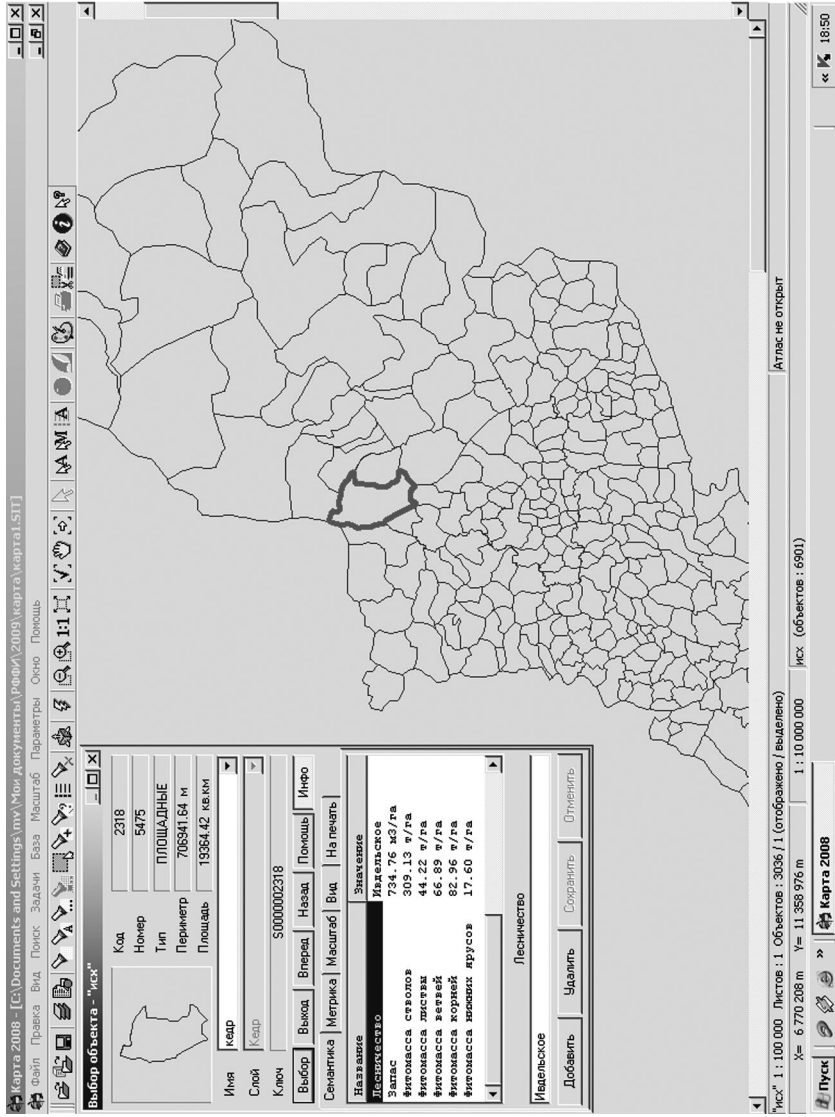 Карта 2008 - [C:\Documents and Settings\mv\Мои документы\РФФИ\2009\карта\карта1.SIT]
Файл Правка Вид Поиск Задачи База Масштаб Параметры Окно Помощь
1:1
A M A
Выбор объекта - "исх"
Код 2318
Номер 5475
Тип ПЛОЩАДНЫЕ
Периметр 706941.64 м
Площадь 19364.42 кв.км
Имя кедр
Слой Кедр
Ключ S0000002318
Выбор Выход Вперед Назад Помощь Инфо
Семантика Метрика Масштаб Вид На печать
Название Значение
Лесничество Ивдельское
Запас 734.76 м3/га
Фитомасса стволов 309.13 т/га
Фитомасса листвы 44.22 т/га
Фитомасса ветвей 66.89 т/га
Фитомасса корней 82.96 т/га
Фитомасса нижних ярусов 17.60 т/га
Лесничество
Ивдельское
Добавить Удалить Сохранить Отменить
"исх" 1 : 100 000 Листов : 1 Объектов : 3036 / 1 (отображено / выделено) Атлас не открыт
X= 6 770 208 m Y= 11 358 976 m 1 : 10 000 000 исх (объектов : 6901)
Пуск » Карта 2008 « 18:50